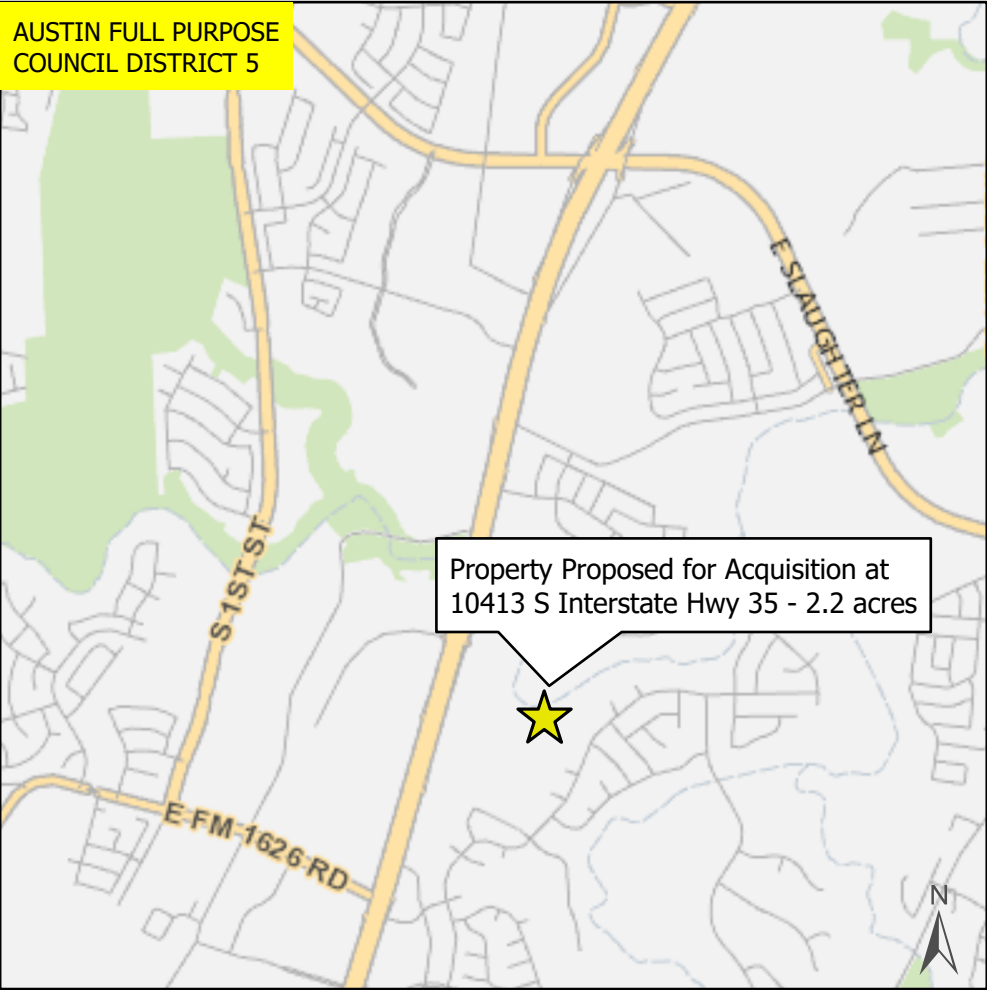 AUSTIN FULL PURPOSE
COUNCIL DISTRICT 5
E SLAUGHTER LN
S 1ST ST
Property Proposed for Acquisition at
10413 S Interstate Hwy 35 - 2.2 acres
E FM 1626 RD
N